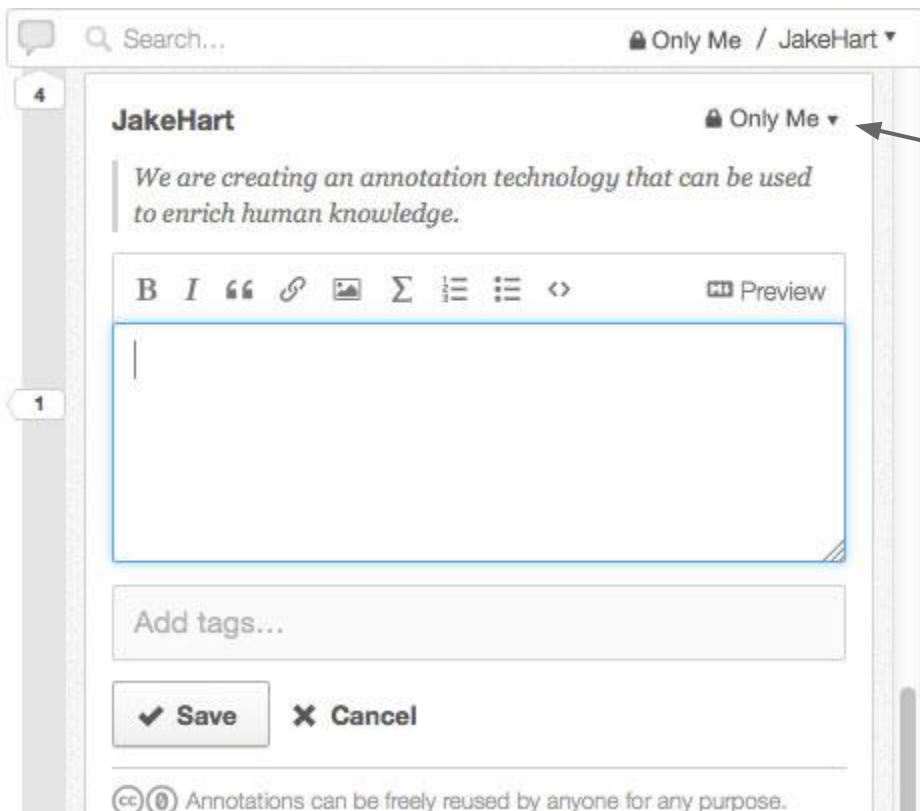 Search...
Only Me / JakeHart
4
JakeHart
Only Me
We are creating an annotation technology that can be used
to enrich human knowledge.
B I “ Σ <> Preview
1
Add tags...
Save Cancel
cc 0 Annotations can be freely reused by anyone for any purpose.